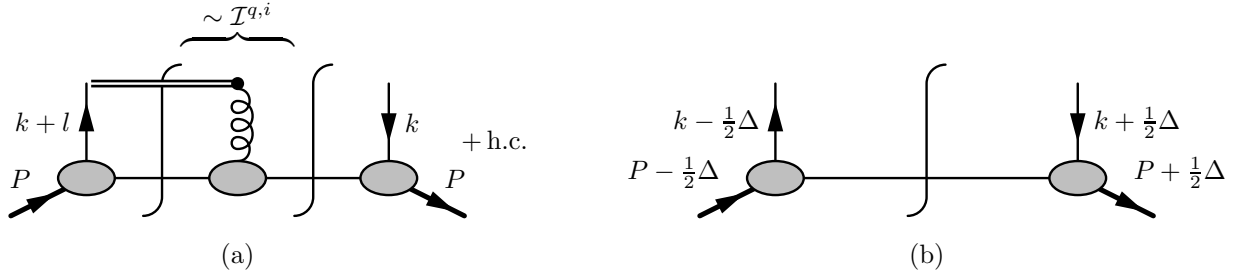 ∼ ℐ^{q,i}
k + l
k
+ h.c.
P
P
(a)
k − ½Δ
k + ½Δ
P − ½Δ
P + ½Δ
(b)